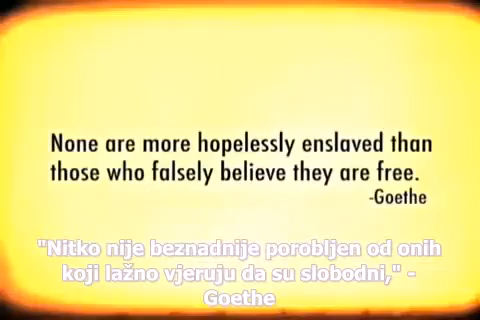 None are more hopelessly enslaved than
those who falsely believe they are free.
-Goethe
"Nitko nije beznadnije porobljen od onih
koji lažno vjeruju da su slobodni," -
Goethe